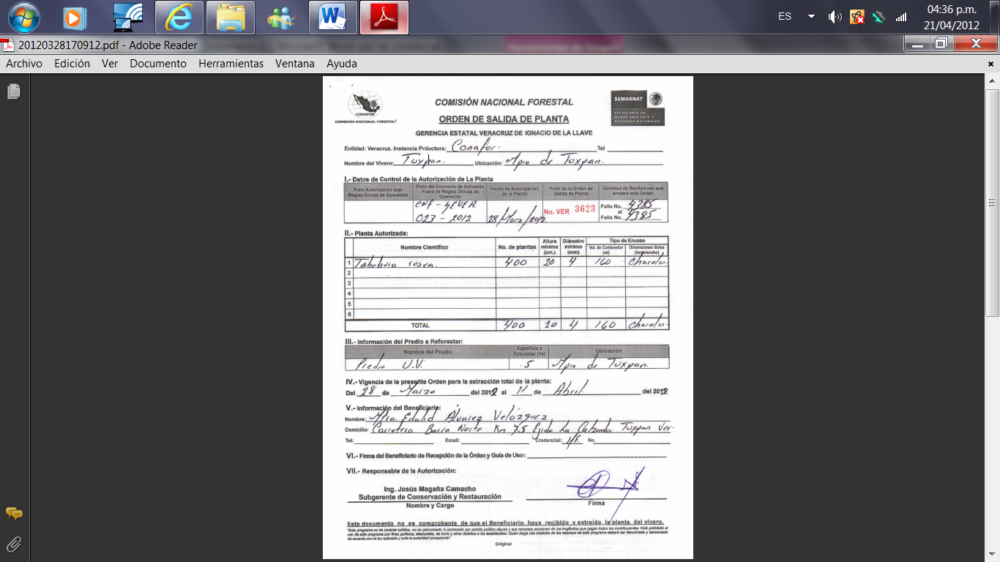 ES
04:36 p.m.
21/04/2012
20120328170912.pdf - Adobe Reader
Archivo Edición Ver Documento Herramientas Ventana Ayuda
CONAFOR
COMISIÓN NACIONAL FORESTAL
COMISIÓN NACIONAL FORESTAL
SEMARNAT
SECRETARÍA DE
MEDIO AMBIENTE Y
RECURSOS NATURALES
ORDEN DE SALIDA DE PLANTA
GERENCIA ESTATAL VERACRUZ DE IGNACIO DE LA LLAVE
Entidad: Veracruz. Instancia Prductora: Conafor. Tel
Nombre del Vivero: Tuxpan. Ubicación: Mpio de Tuxpan.
I.- Datos de Control de la Autorización de La Planta
Folio Autorización bajo Reglas Únicas de Operación
Folio del Convenio de Adhesión Fuera de Reglas Únicas de Operación
Fecha de Autorización de la Planta
Folio de la Orden de Salida de Planta
Cantidad de Remisiones que ampara esta Orden
023 - 2012
28/Marz/2012.
No. VER 3623
Folio No. 4385
al
Folio No. 4385
II.- Planta Autorizada:
Nombre Científico
No. de plantas
Altura mínima (cm.)
Diámetro mínimo (mm)
Tipo de Envase
Vol. de Contenedor (ml)
Dimensiones Bolsa (largo/ancho)
1 Tabebuia rosea. 400 20 4 160 Charola.
2
3
4
5
6
TOTAL 400 20 4 160 Charola.
III.- Información del Predio a Reforestar:
Nombre del Predio
Superficie a Reforestar (ha)
Ubicación
Predio U.V. .5 Mpio de Tuxpan.
IV.- Vigencia de la presente Orden para la extracción total de la planta:
Del 28 de Marzo del 2012 al 11 de Abril. del 2012
V.- Información del Beneficiario:
Nombre: Mtra. Edalid Álvarez Velázquez
Domicilio: Carretera Barra Norte Km 7.5 Ejido La Calzada Tuxpan Ver.
Tel: Email: Credencial: No.
VI.- Firma del Beneficiario de Recepción de la Órden y Guía de Uso:
VII.- Responsable de la Autorización:
Ing. Jesús Magaña Camacho
Subgerente de Conservación y Restauración
Nombre y Cargo
Firma
Este documento no es comprobante de que el Beneficiario haya recibido y extraído la planta del vivero.
"Este programa es de carácter público, no es patrocinado ni promovido por partido político alguno y sus recursos provienen de los impuestos que pagan todos los contribuyentes. Está prohibido el
uso de este programa con fines políticos, electorales, de lucro y otros distintos a los establecidos. Quien haga uso indebido de los recursos de este programa deberá ser denunciado y sancionado
de acuerdo con la ley aplicable y ante la autoridad competente".
Original